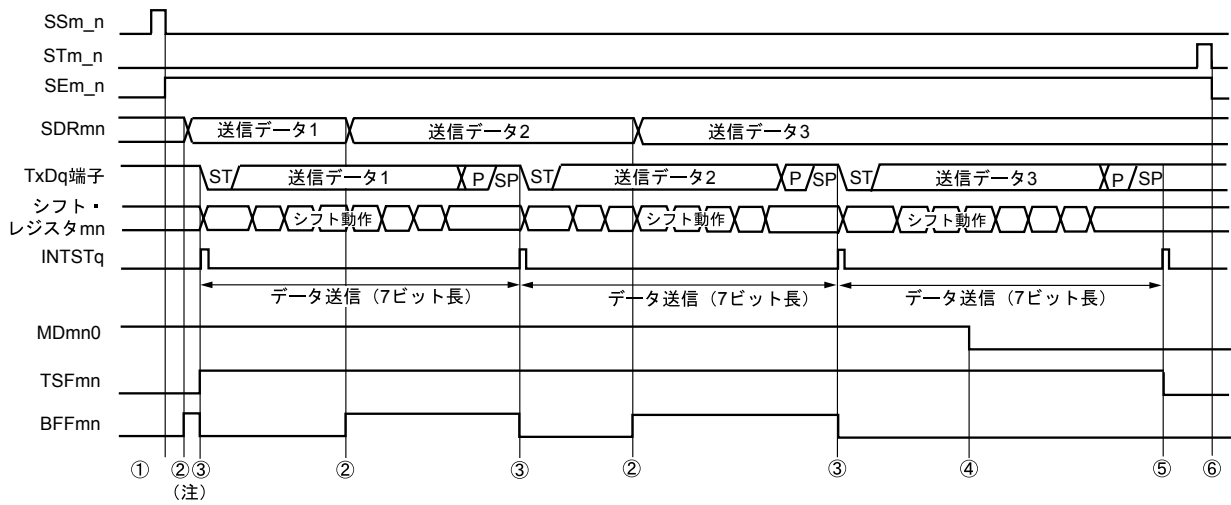 SSm_n
STm_n
SEm_n
SDRmn 送信データ1 送信データ2 送信データ3
TxDq端子 ST 送信データ1 P SP ST 送信データ2 P SP ST 送信データ3 P SP
シフト・
レジスタmn シフト動作 シフト動作 シフト動作
INTSTq
データ送信（7ビット長） データ送信（7ビット長） データ送信（7ビット長）
MDmn0
TSFmn
BFFmn
① ② ③ ② ③ ② ③ ④ ⑤ ⑥
（注）